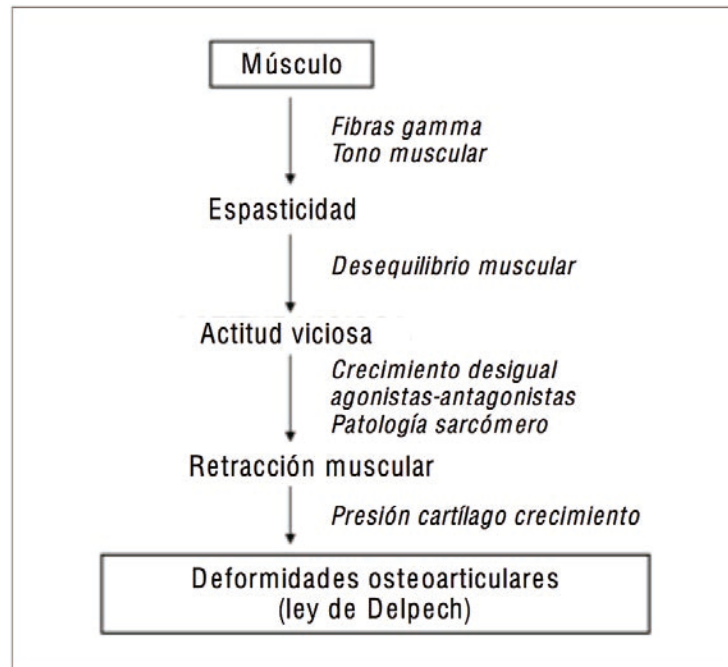 Músculo
Fibras gamma
Tono muscular
Espasticidad
Desequilibrio muscular
Actitud viciosa
Crecimiento desigual
agonistas-antagonistas
Patología sarcómero
Retracción muscular
Presión cartílago crecimiento
Deformidades osteoarticulares
(ley de Delpech)